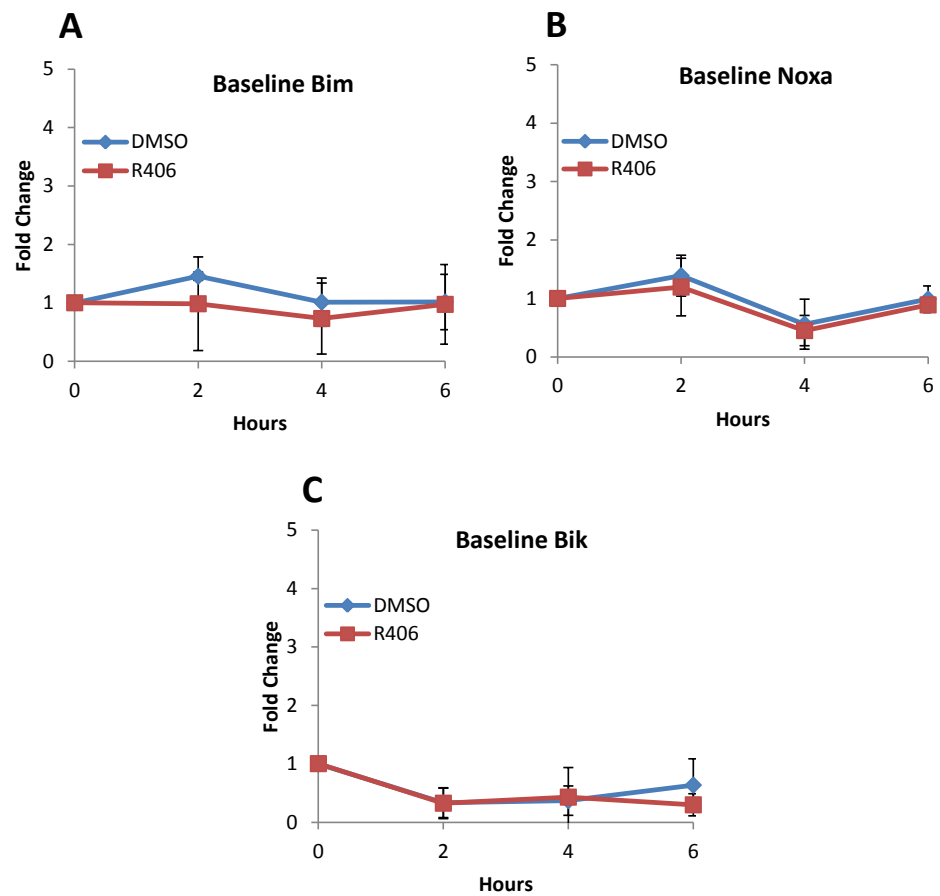 A
Baseline Bim
5
4
3
2
1
0
Fold Change
DMSO
R406
0 2 4 6
Hours
B
Baseline Noxa
5
4
3
2
1
0
Fold Change
DMSO
R406
0 2 4 6
Hours
C
Baseline Bik
5
4
3
2
1
0
Fold Change
DMSO
R406
0 2 4 6
Hours